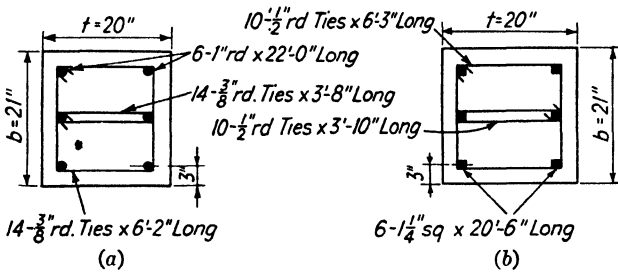 t=20"
6-1"rd x 22'-0" Long
14-3/8" rd. Ties x 3'-8" Long
b=21"
3"
14-3/8" rd. Ties x 6'-2" Long
(a)
10-1/2" rd Ties x 6'-3" Long
t=20"
10-1/2" rd Ties x 3'-10" Long
b=21"
3"
6-1 1/4" sq x 20'-6" Long
(b)